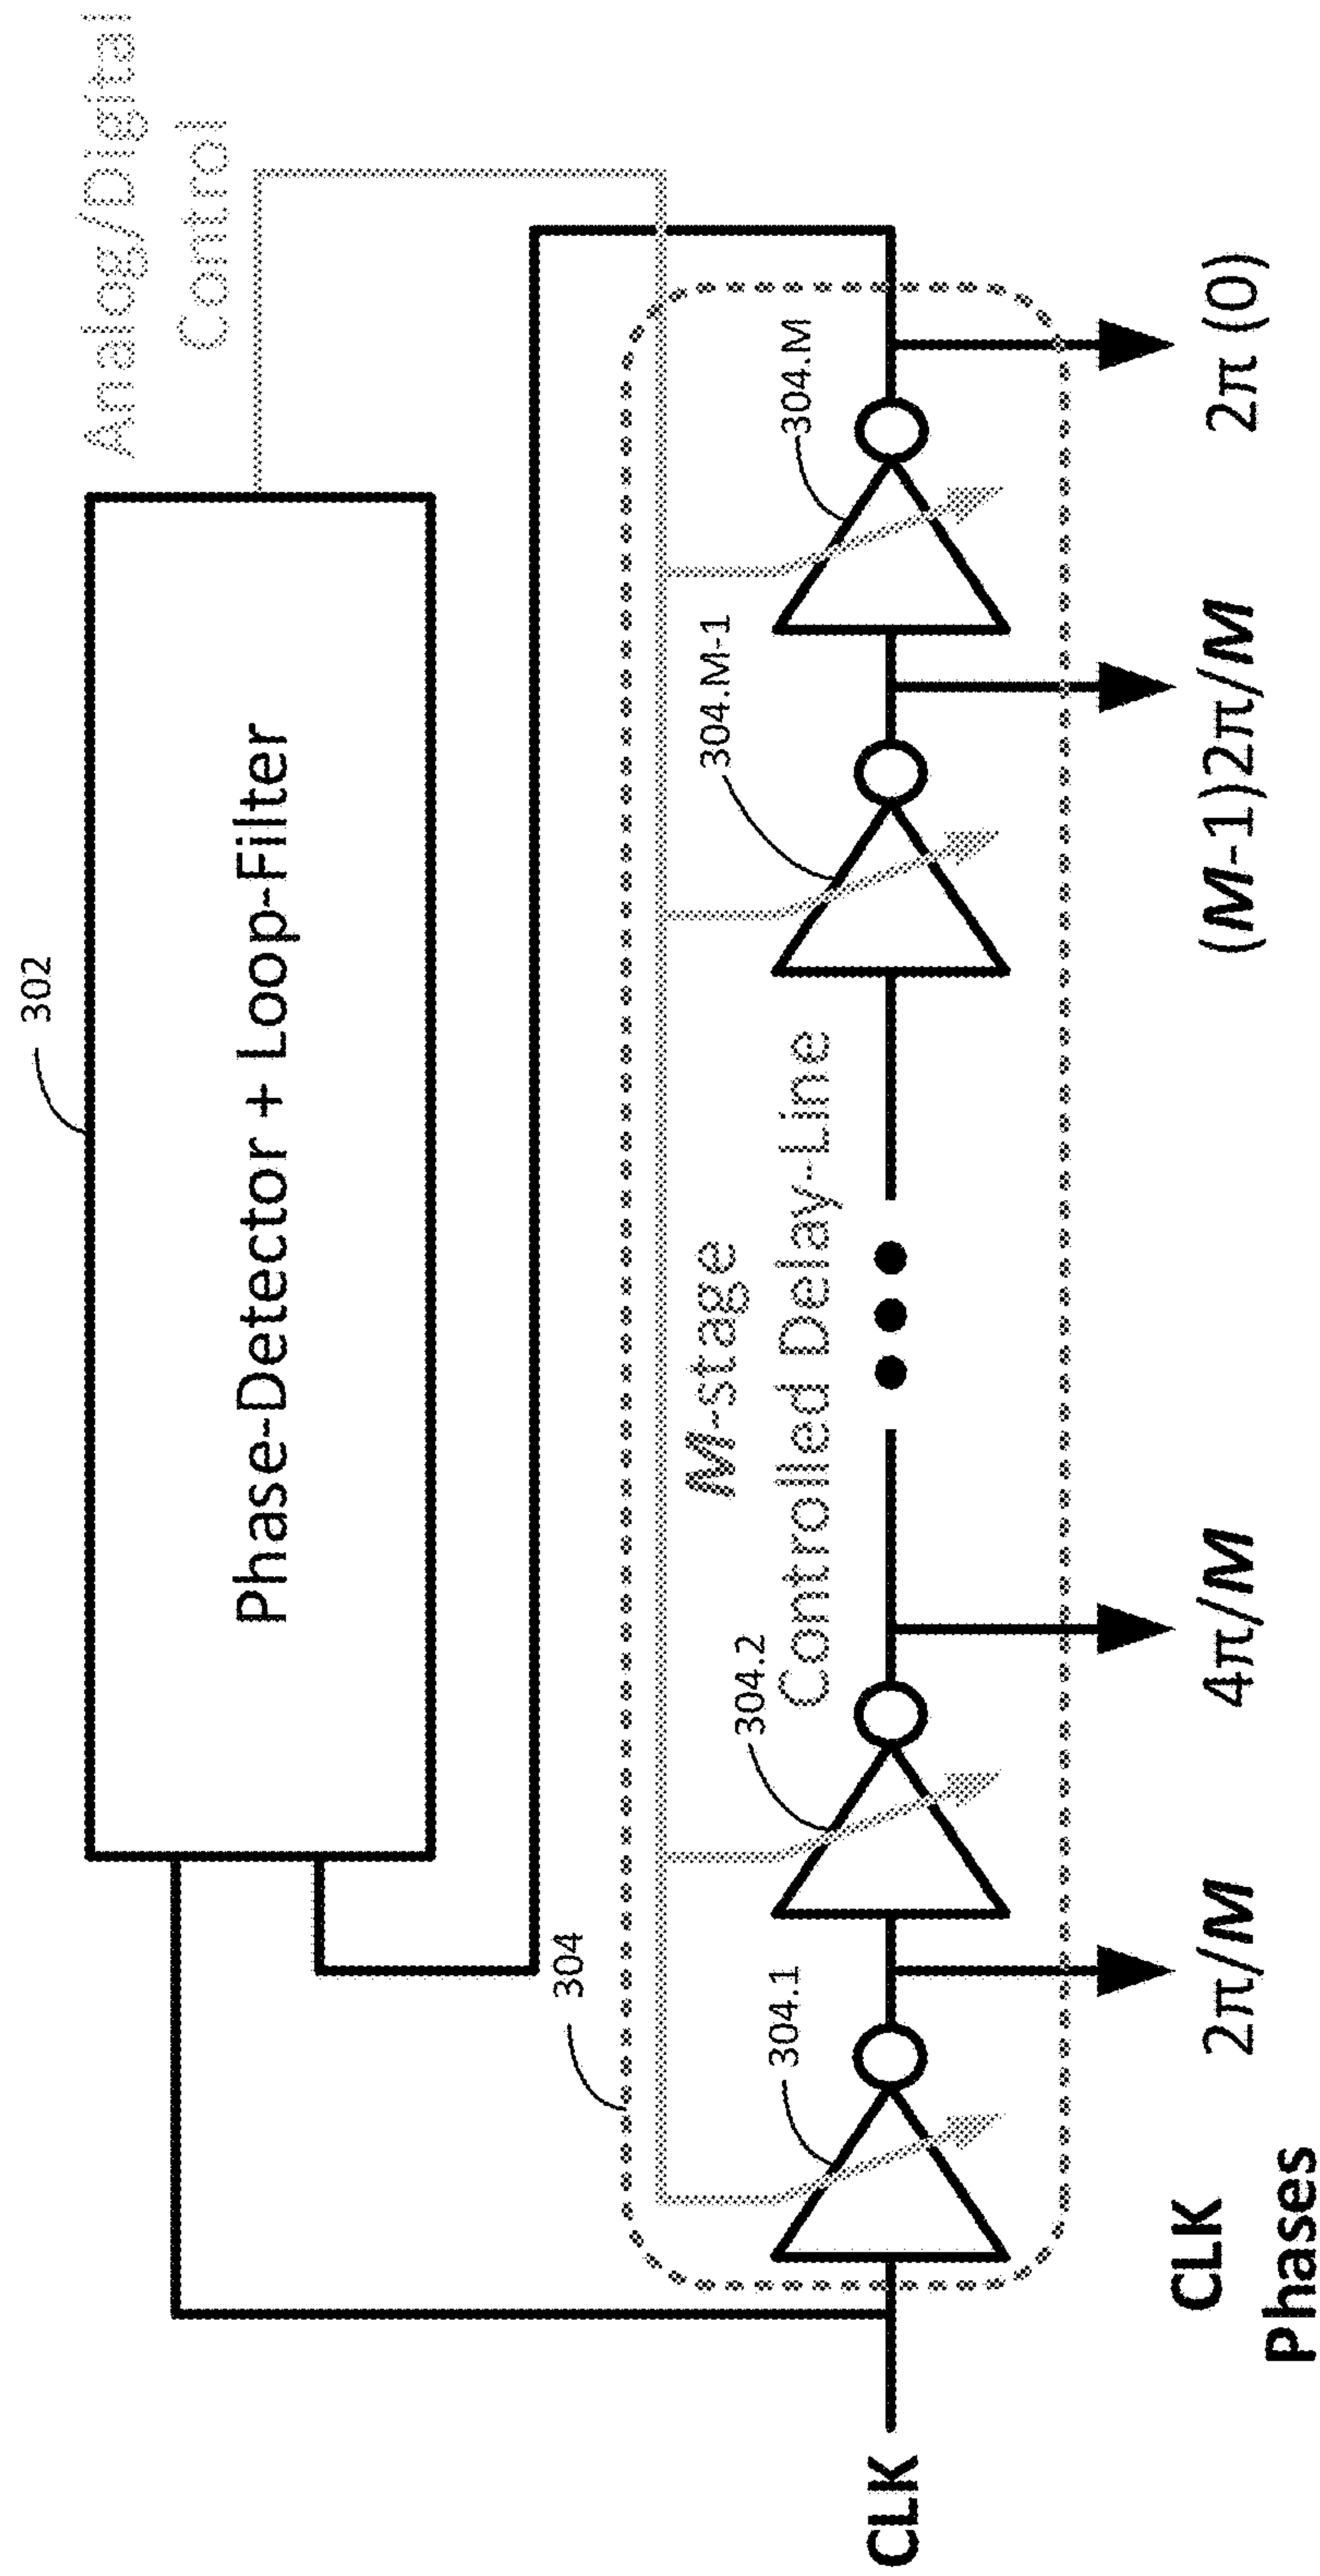 302
Phase-Detector + Loop-Filter
Analog/Digital
Control
304
M-stage
Controlled Delay-Line
304.1
304.2
304.M-1
304.M
CLK
CLK
Phases
2π/M
4π/M
(M-1)2π/M
2π (0)